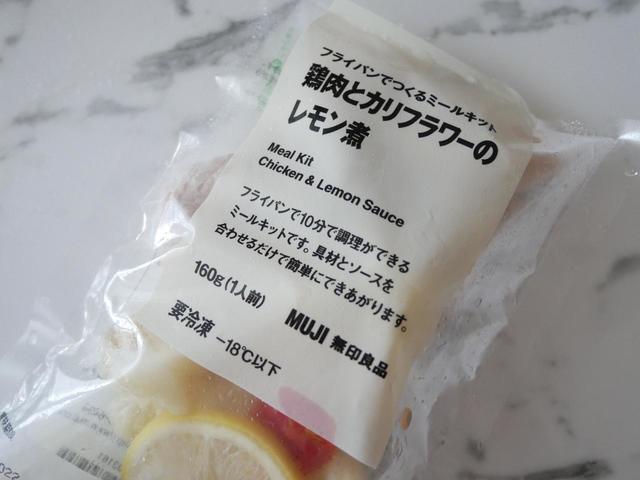 フライパンでつくるミールキット
鶏肉とカリフラワーの
レモン煮
Meal Kit
Chicken & Lemon Sauce
フライパンで10分で調理ができる
ミールキットです。具材とソースを
合わせるだけで簡単にできあがります。
160g(1人前)
MUJI 無印良品
要冷凍 −18℃以下